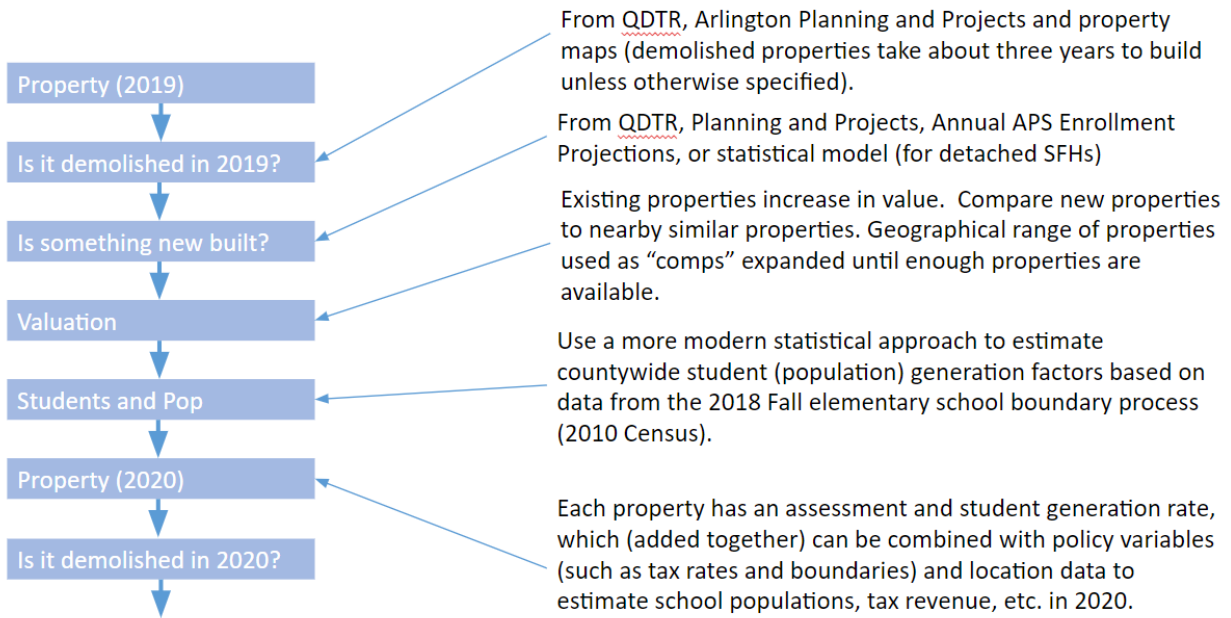 Property (2019)
Is it demolished in 2019?
Is something new built?
Valuation
Students and Pop
Property (2020)
Is it demolished in 2020?
From QDTR, Arlington Planning and Projects and property
maps (demolished properties take about three years to build
unless otherwise specified).
From QDTR, Planning and Projects, Annual APS Enrollment
Projections, or statistical model (for detached SFHs)
Existing properties increase in value.  Compare new properties
to nearby similar properties. Geographical range of properties
used as “comps” expanded until enough properties are
available.
Use a more modern statistical approach to estimate
countywide student (population) generation factors based on
data from the 2018 Fall elementary school boundary process
(2010 Census).
Each property has an assessment and student generation rate,
which (added together) can be combined with policy variables
(such as tax rates and boundaries) and location data to
estimate school populations, tax revenue, etc. in 2020.